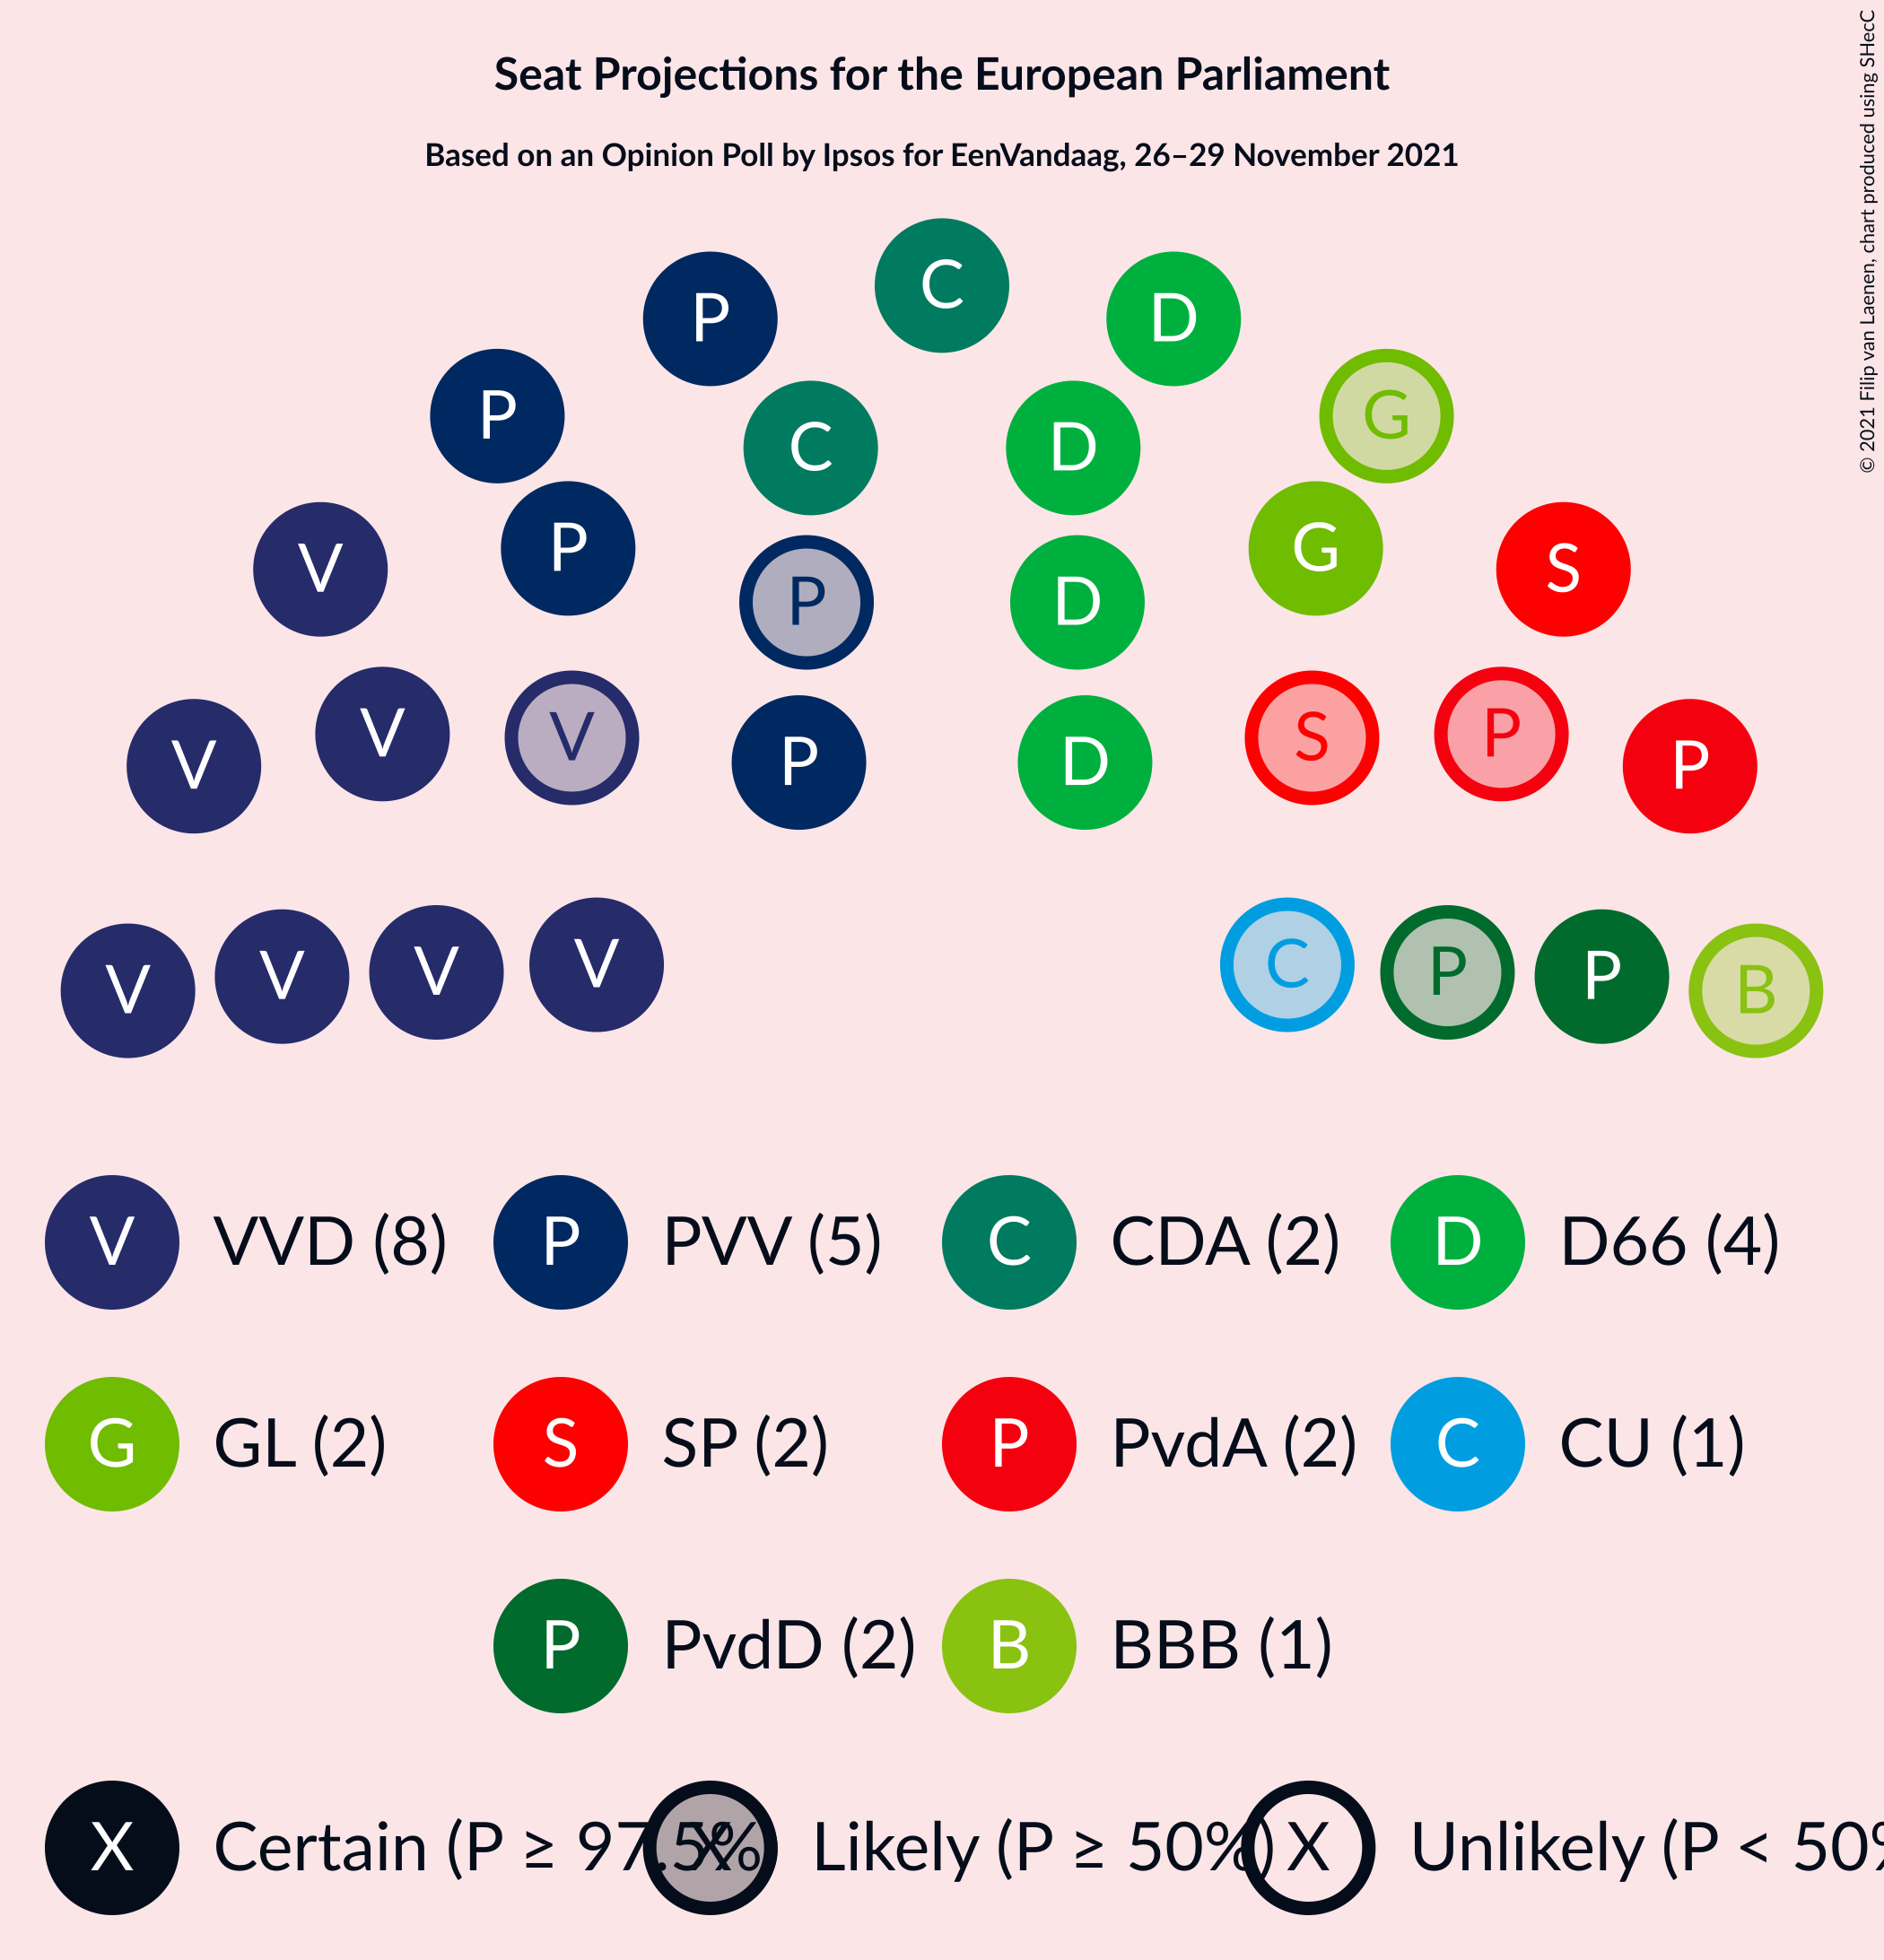 Seat Projections for the European Parliament
Based on an Opinion Poll by Ipsos for EenVandaag, 26–29 November 2021
© 2021 Filip van Laenen, chart produced using SHecC
C
P D
P G
C D
P G
V S
P D
V P
V S
P D
V P
V V V V C P P B
V VVD (8) P PVV (5) C CDA (2) D D66 (4)
G GL (2) S SP (2) P PvdA (2) C CU (1)
P PvdD (2) B BBB (1)
X Certain (P ≥ 97.5% X Likely (P ≥ 50%) X Unlikely (P < 50%